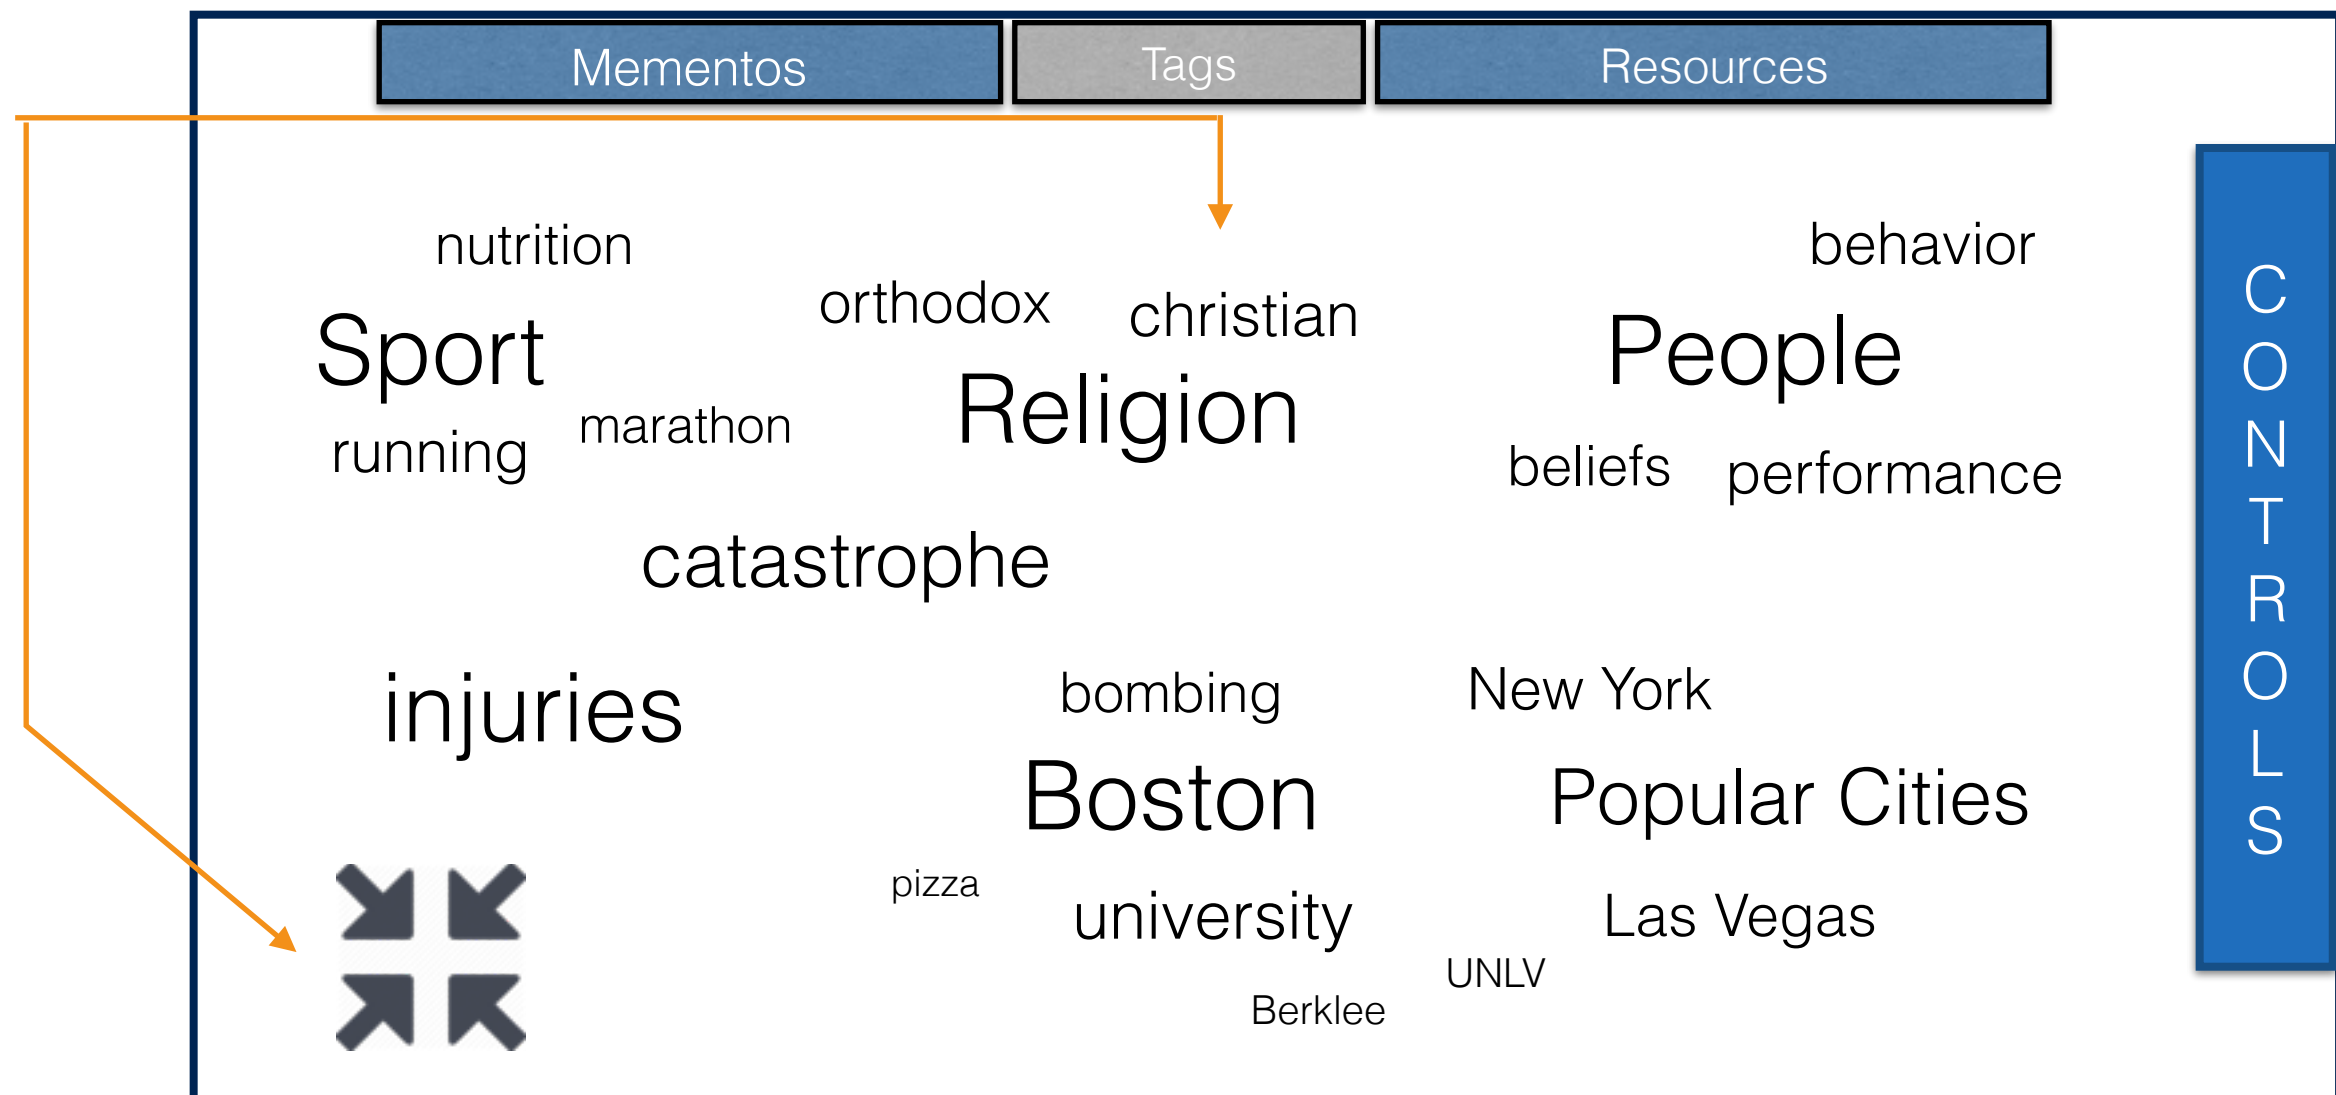 Mementos
Tags
Resources
nutrition
behavior
orthodox
christian
Sport
People
Religion
marathon
running
beliefs
performance
catastrophe
injuries
bombing
New York
Boston
Popular Cities
pizza
university
Las Vegas
UNLV
Berklee
CONTROLS